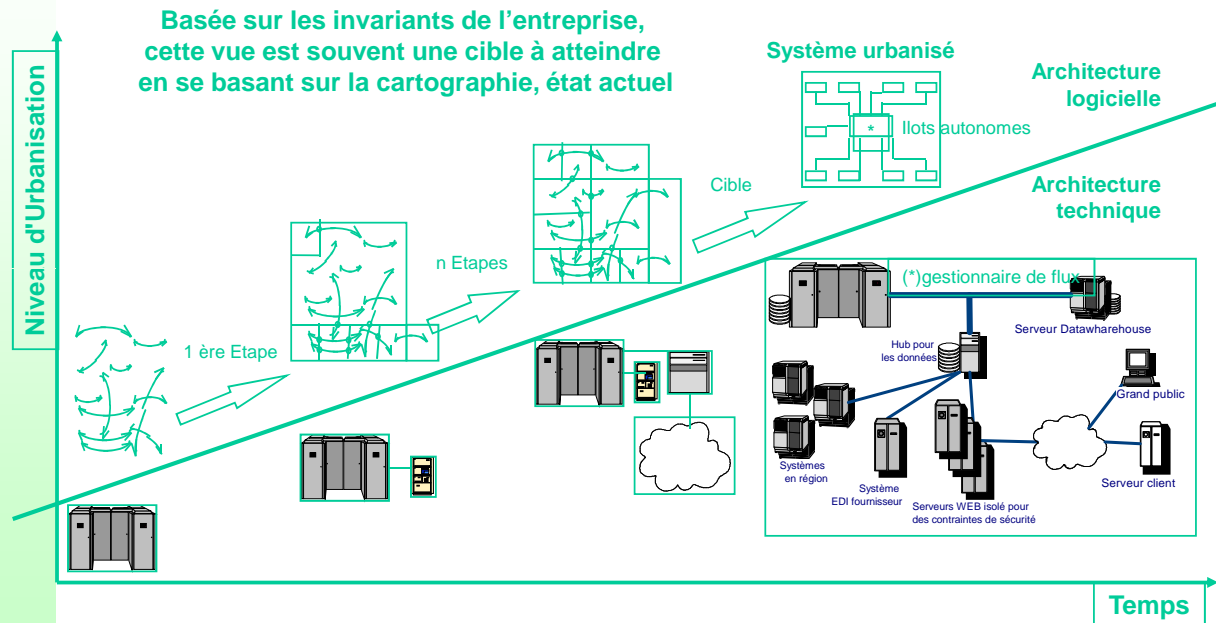 Basée sur les invariants de l'entreprise,
cette vue est souvent une cible à atteindre
en se basant sur la cartographie, état actuel
Niveau d'Urbanisation
Système urbanisé
Architecture
logicielle
*
Ilots autonomes
Architecture
technique
Cible
n Etapes
1 ère Etape
(*)gestionnaire de flux
Serveur Datawharehouse
Hub pour
les données
Grand public
Systèmes
en région
Système
EDI fournisseur
Serveurs WEB isolé pour
des contraintes de sécurité
Serveur client
Temps